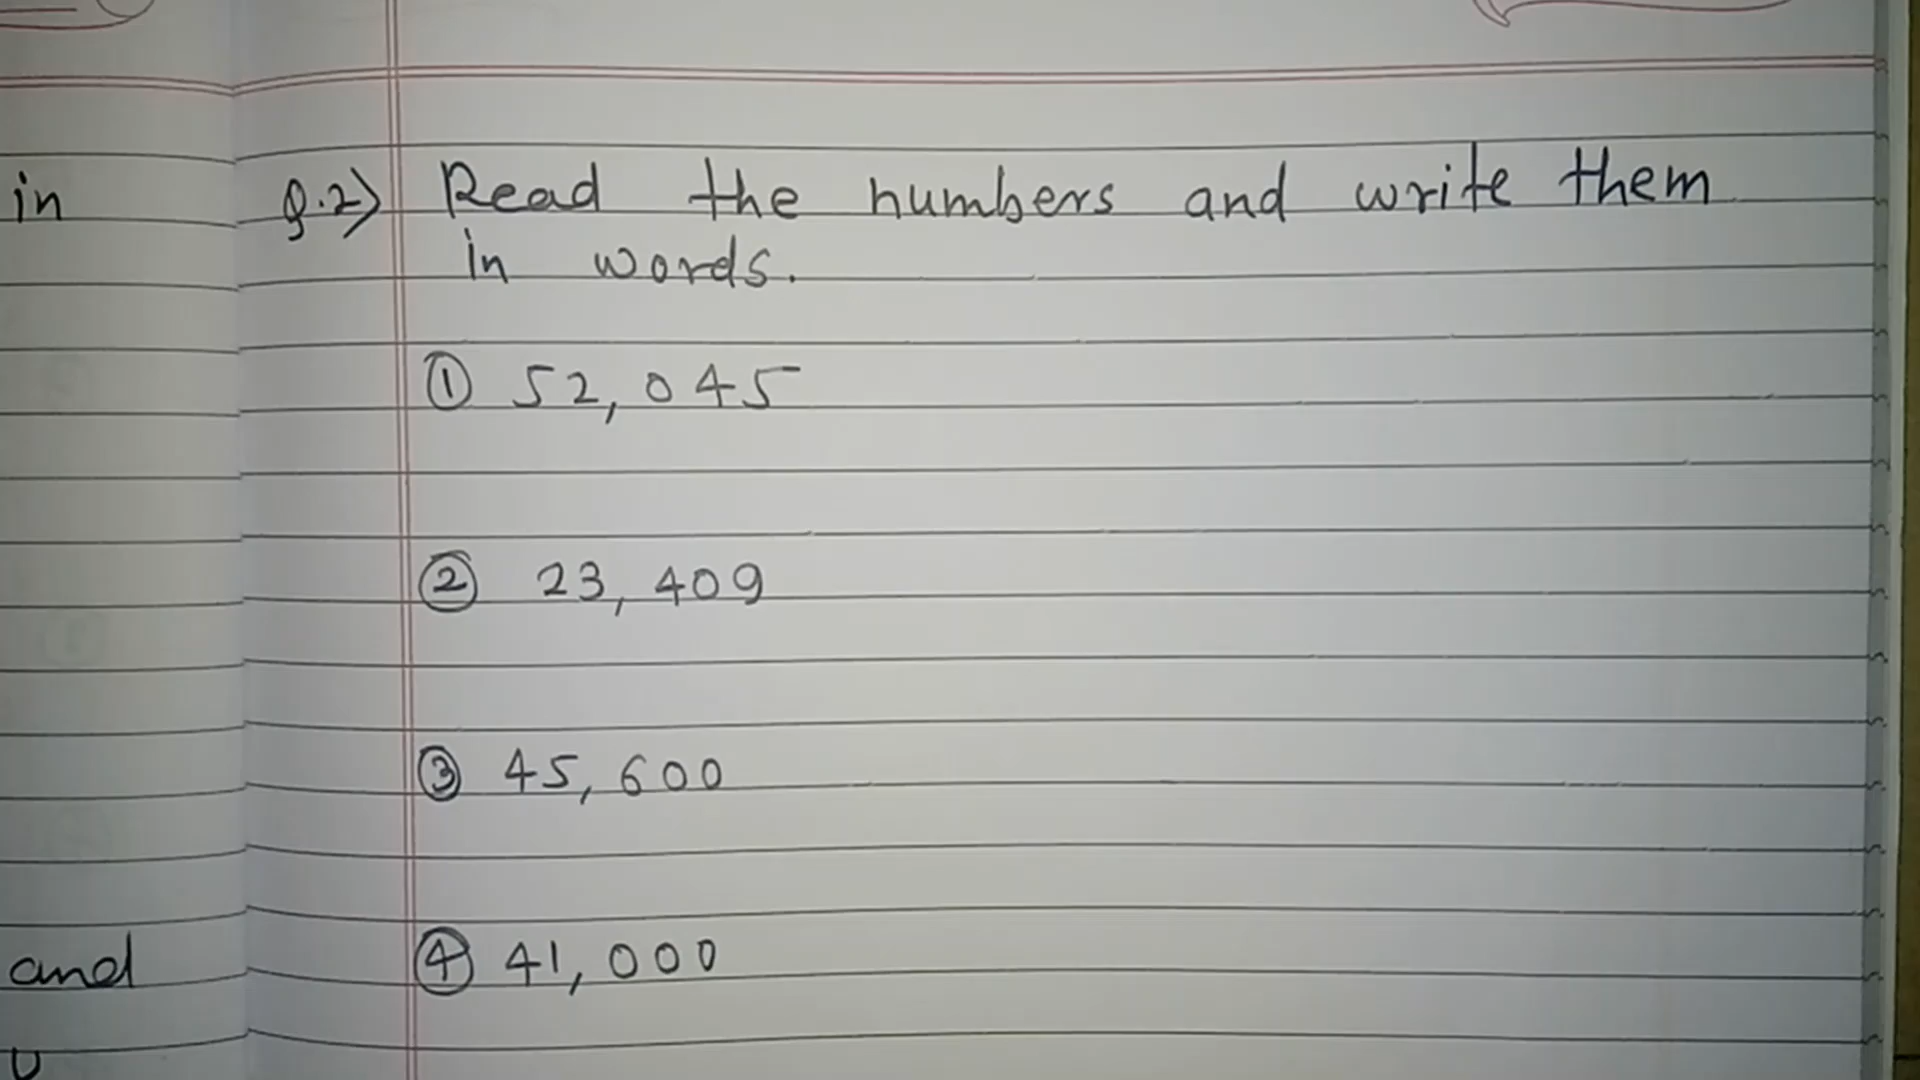 in
Q.2) Read the numbers and write them
in words.
① 52,045
② 23,409
③ 45,600
④ 41,000
and